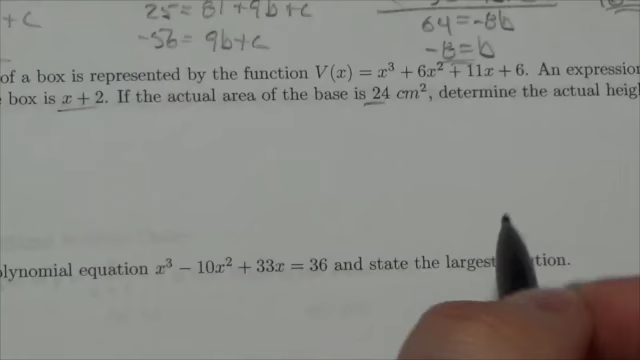 + c
25 = 81 + 9b + c
-56 = 9b + c
64 = -8b
-8 = b
of a box is represented by the function V(x) = x³ + 6x² + 11x + 6. An expression
box is x + 2. If the actual area of the base is 24 cm², determine the actual heig
olynomial equation x³ − 10x² + 33x = 36 and state the largest